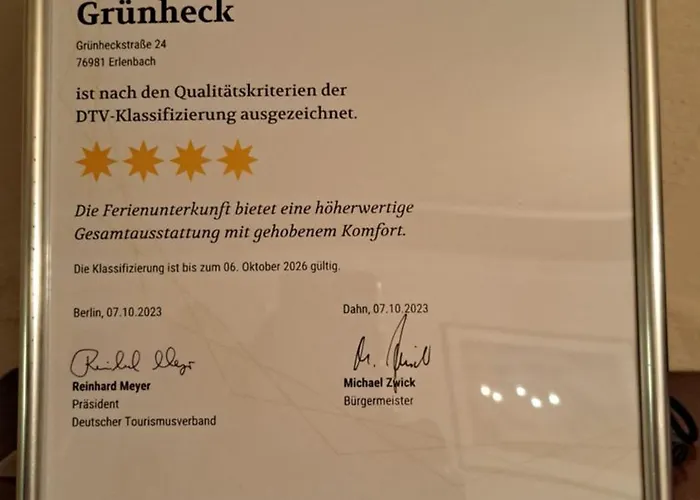 Grünheck
Grünheckstraße 24
76981 Erlenbach
ist nach den Qualitätskriterien der
DTV-Klassifizierung ausgezeichnet.
Die Ferienunterkunft bietet eine höherwertige
Gesamtausstattung mit gehobenem Komfort.
Die Klassifizierung ist bis zum 06. Oktober 2026 gültig.
Berlin, 07.10.2023
Dahn, 07.10.2023
Reinhard Meyer
Präsident
Deutscher Tourismusverband
Michael Zwick
Bürgermeister